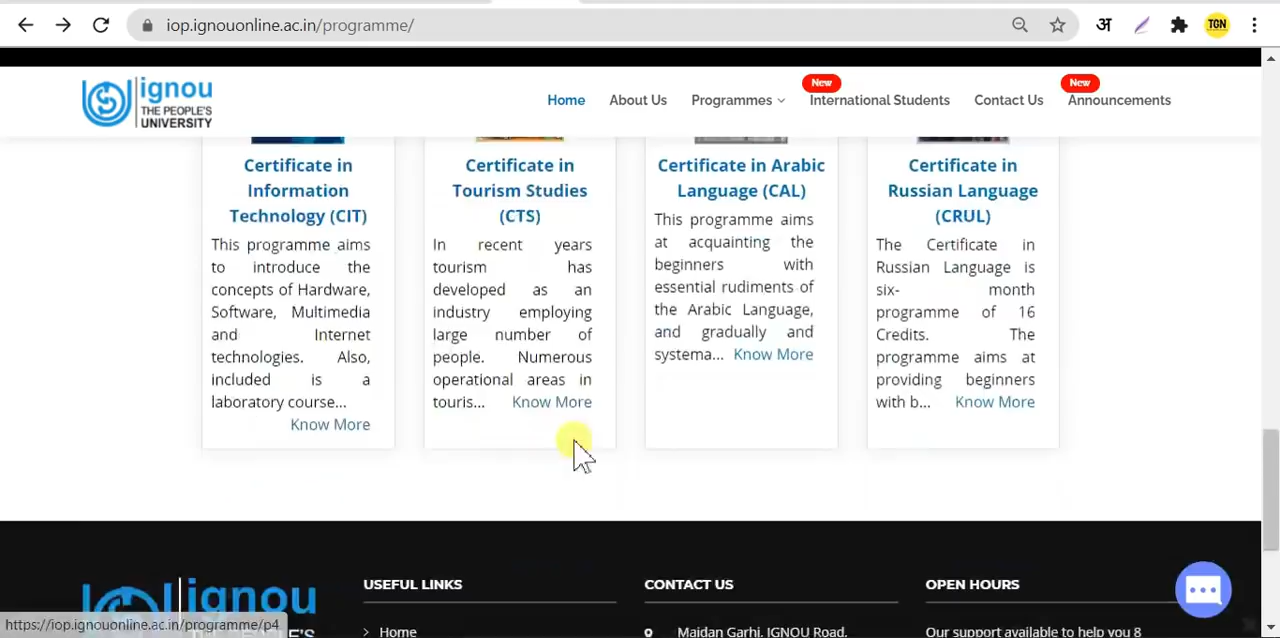 iop.ignouonline.ac.in/programme/
अ
TGN
ignou
THE PEOPLE'S
UNIVERSITY
Home
About Us
Programmes
New
International Students
Contact Us
New
Announcements
Certificate in
Information
Technology (CIT)
This programme aims
to introduce the
concepts of Hardware,
Software, Multimedia
and Internet
technologies. Also,
included is a
laboratory course...
Know More
Certificate in
Tourism Studies
(CTS)
In recent years
tourism has
developed as an
industry employing
large number of
people. Numerous
operational areas in
touris... Know More
Certificate in Arabic
Language (CAL)
This programme aims
at acquainting the
beginners with
essential rudiments of
the Arabic Language,
and gradually and
systema... Know More
Certificate in
Russian Language
(CRUL)
The Certificate in
Russian Language is
six- month
programme of 16
Credits. The
programme aims at
providing beginners
with b... Know More
ignou
USEFUL LINKS
Home
CONTACT US
Maidan Garhi, IGNOU Road,
OPEN HOURS
Our support available to help you 8
https://iop.ignouonline.ac.in/programme/p4